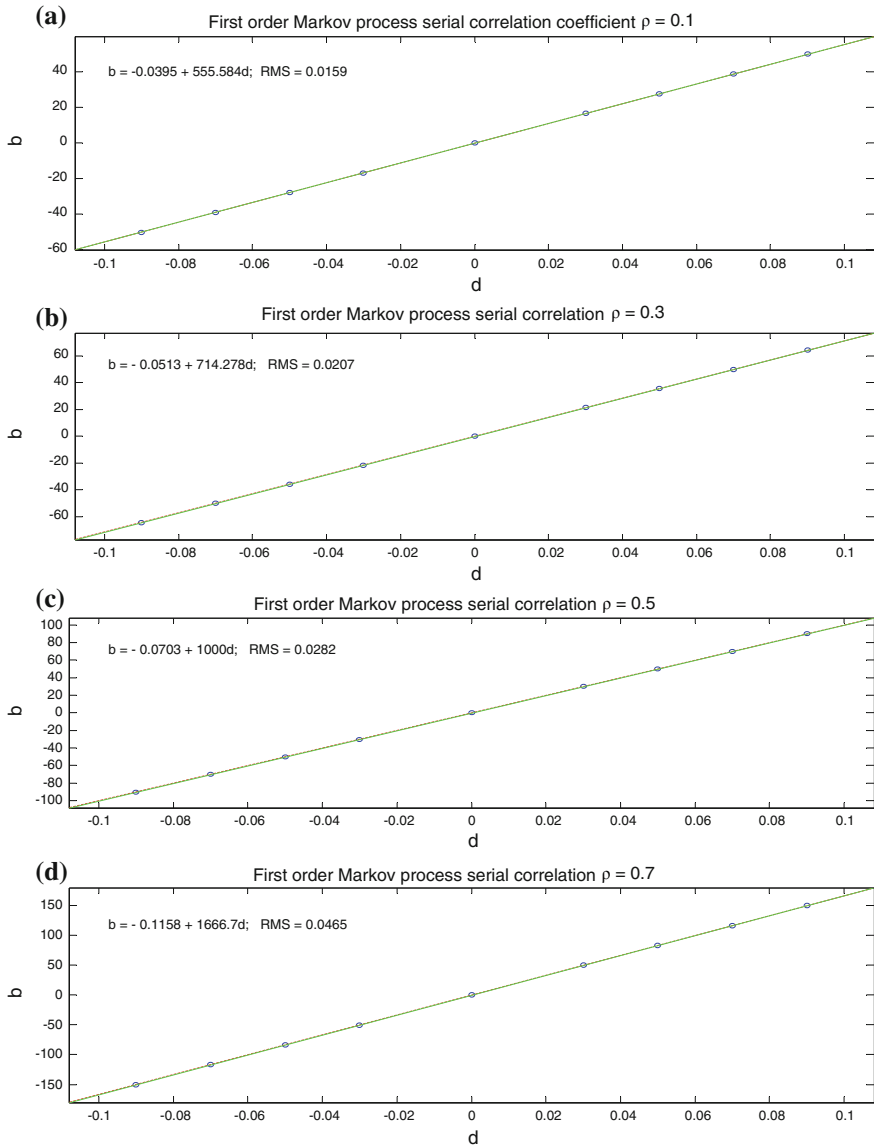 (a)
First order Markov process serial correlation coefficient ρ = 0.1
b = -0.0395 + 555.584d;  RMS = 0.0159
40
20
0
-20
-40
-60
b
-0.1 -0.08 -0.06 -0.04 -0.02 0 0.02 0.04 0.06 0.08 0.1
d
(b)
First order Markov process serial correlation ρ = 0.3
b = - 0.0513 + 714.278d;   RMS = 0.0207
60
40
20
0
-20
-40
-60
b
-0.1 -0.08 -0.06 -0.04 -0.02 0 0.02 0.04 0.06 0.08 0.1
d
(c)
First order Markov process serial correlation ρ = 0.5
b = - 0.0703 + 1000d;   RMS = 0.0282
100
80
60
40
20
0
-20
-40
-60
-80
-100
b
-0.1 -0.08 -0.06 -0.04 -0.02 0 0.02 0.04 0.06 0.08 0.1
d
(d)
First order Markov process serial correlation ρ = 0.7
b = - 0.1158 + 1666.7d;   RMS = 0.0465
150
100
50
0
-50
-100
-150
b
-0.1 -0.08 -0.06 -0.04 -0.02 0 0.02 0.04 0.06 0.08 0.1
d